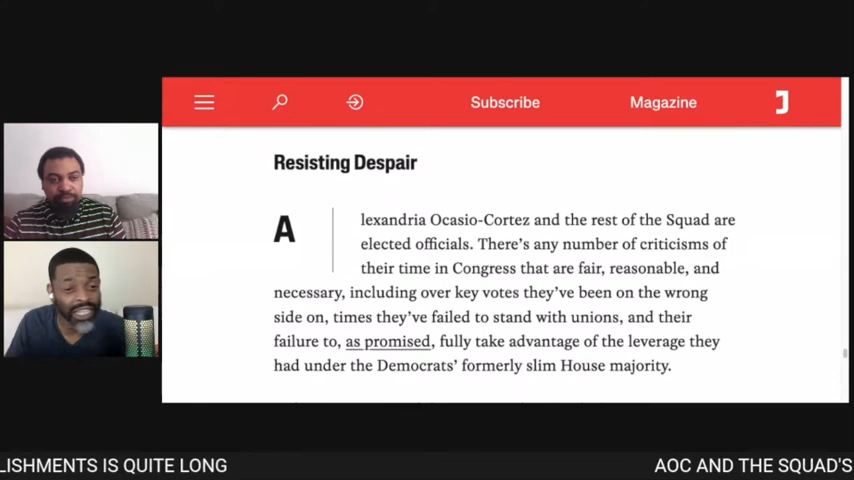 Subscribe
Magazine
J
Resisting Despair
Alexandria Ocasio-Cortez and the rest of the Squad are
elected officials. There's any number of criticisms of
their time in Congress that are fair, reasonable, and
necessary, including over key votes they've been on the wrong
side on, times they've failed to stand with unions, and their
failure to, as promised, fully take advantage of the leverage they
had under the Democrats' formerly slim House majority.
LISHMENTS IS QUITE LONG
AOC AND THE SQUAD'S